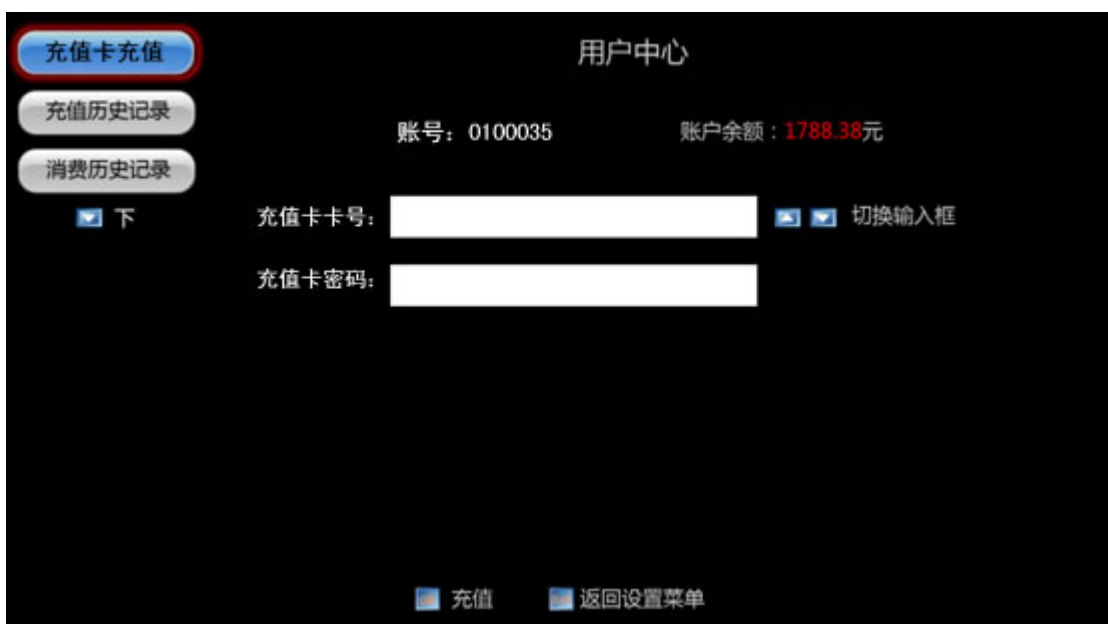 充值卡充值
用户中心
充值历史记录
账号：0100035 账户余额：1788.38元
消费历史记录
下
充值卡卡号： 切换输入框
充值卡密码：
充值 返回设置菜单